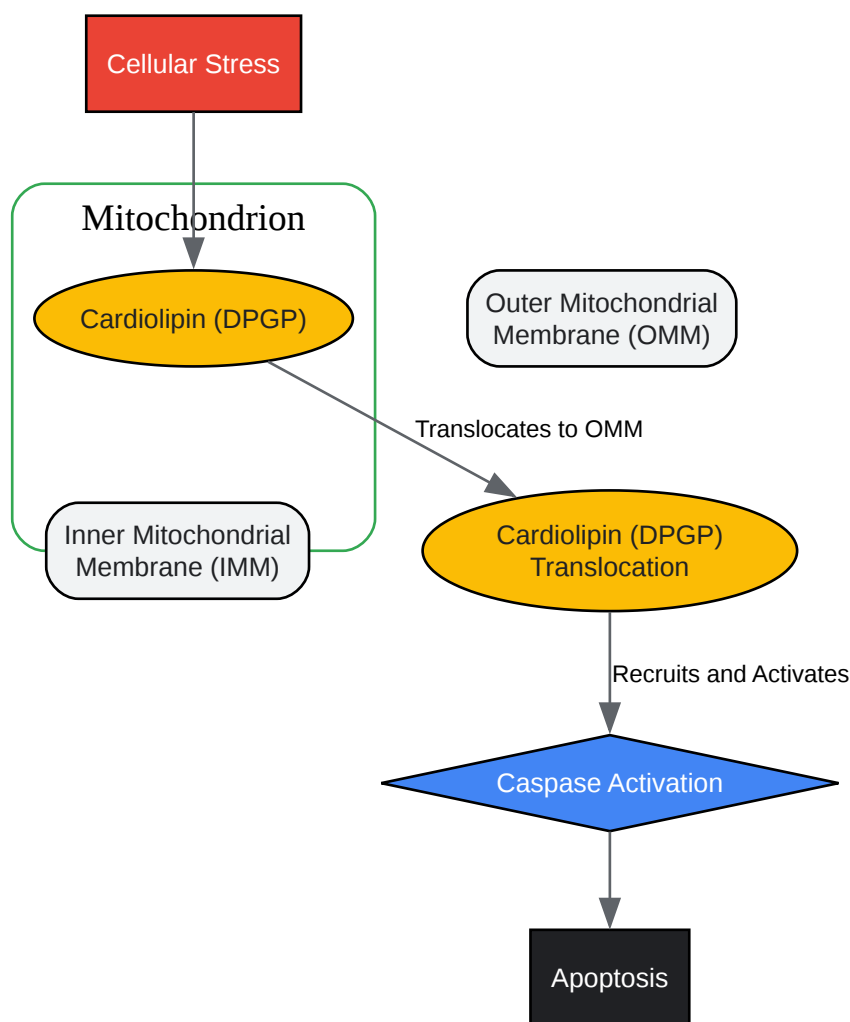 Cellular Stress
Mitochondrion
Cardiolipin (DPGP)
Outer Mitochondrial
Membrane (OMM)
Translocates to OMM
Inner Mitochondrial
Membrane (IMM)
Cardiolipin (DPGP)
Translocation
Recruits and Activates
Caspase Activation
Apoptosis